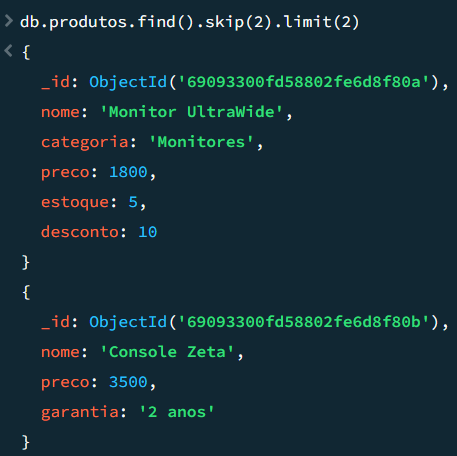 > db.produtos.find().skip(2).limit(2)
< {
_id: ObjectId('69093300fd58802fe6d8f80a'),
nome: 'Monitor UltraWide',
categoria: 'Monitores',
preco: 1800,
estoque: 5,
desconto: 10
}
{
_id: ObjectId('69093300fd58802fe6d8f80b'),
nome: 'Console Zeta',
preco: 3500,
garantia: '2 anos'
}